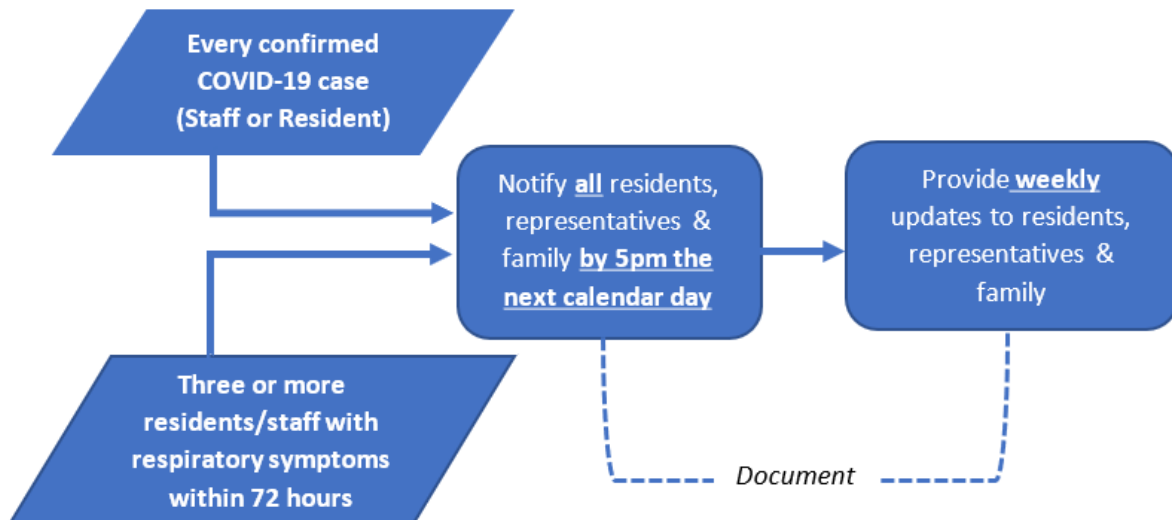 Every confirmed
COVID-19 case
(Staff or Resident)
Notify all residents,
representatives &
family by 5pm the
next calendar day
Provide weekly
updates to residents,
representatives &
family
Three or more
residents/staff with
respiratory symptoms
within 72 hours
Document